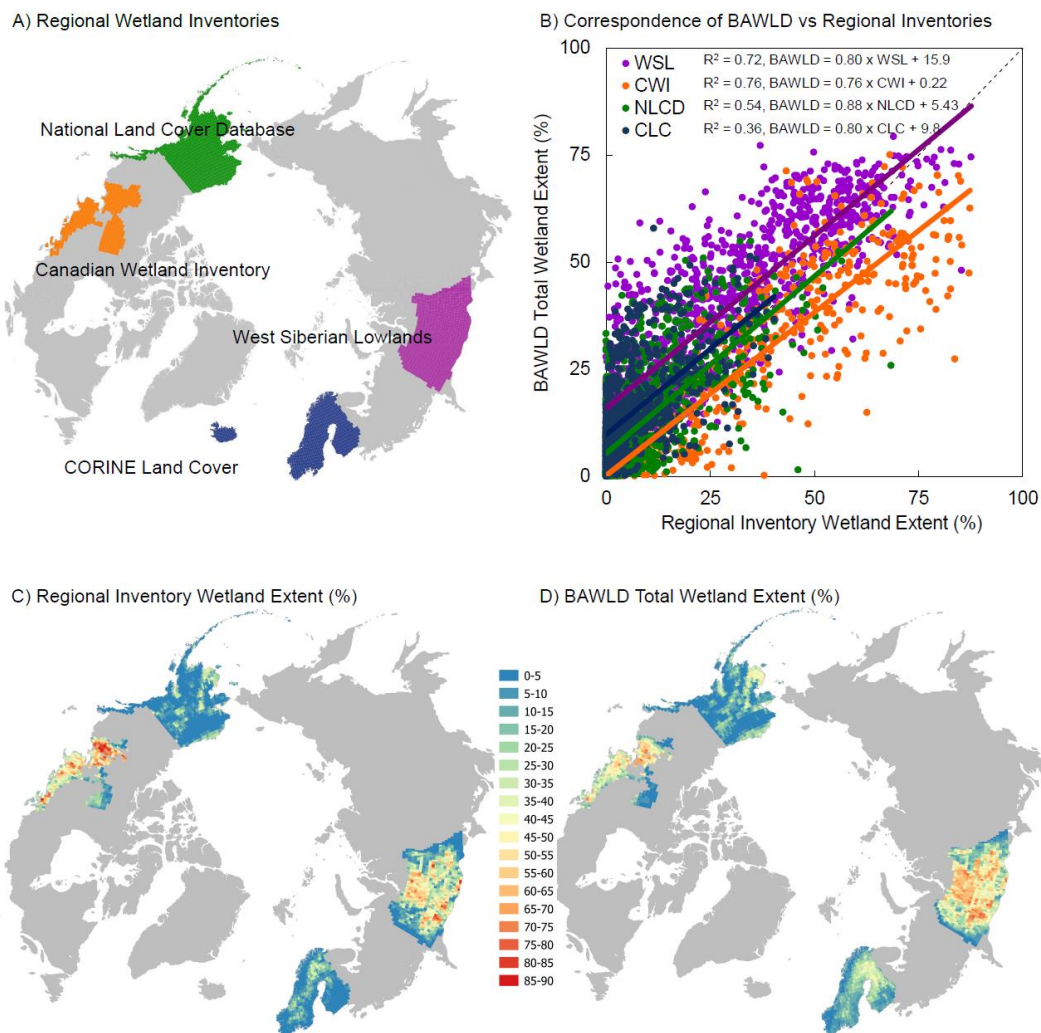 A) Regional Wetland Inventories
National Land Cover Database
Canadian Wetland Inventory
West Siberian Lowlands
CORINE Land Cover
B) Correspondence of BAWLD vs Regional Inventories
100
75
50
25
0
BAWLD Total Wetland Extent (%)
WSL R² = 0.72, BAWLD = 0.80 x WSL + 15.9
CWI R² = 0.76, BAWLD = 0.76 x CWI + 0.22
NLCD R² = 0.54, BAWLD = 0.88 x NLCD + 5.43
CLC R² = 0.36, BAWLD = 0.80 x CLC + 9.8
0 25 50 75 100
Regional Inventory Wetland Extent (%)
C) Regional Inventory Wetland Extent (%)
0-5
5-10
10-15
15-20
20-25
25-30
30-35
35-40
40-45
45-50
50-55
55-60
60-65
65-70
70-75
75-80
80-85
85-90
D) BAWLD Total Wetland Extent (%)